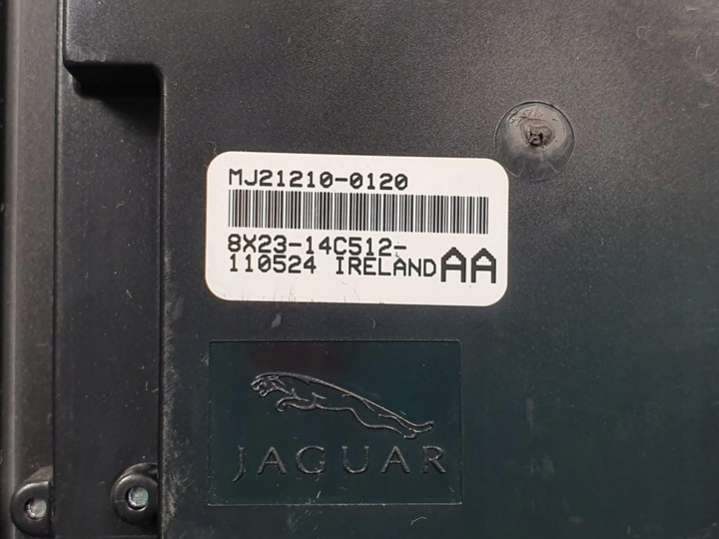 MJ21210-0120
8X23-14C512-
110524 IRELAND AA
JAGUAR